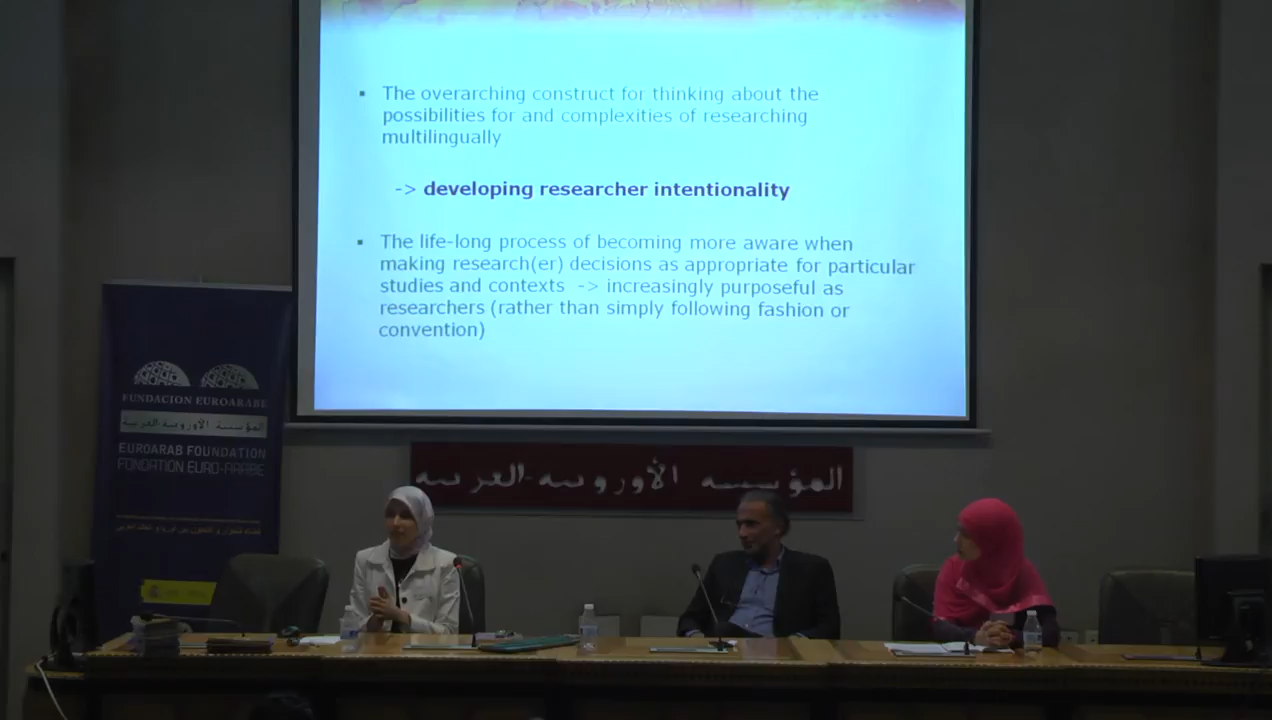 ▪ The overarching construct for thinking about the
possibilities for and complexities of researching
multilingually
-> developing researcher intentionality
▪ The life-long process of becoming more aware when
making research(er) decisions as appropriate for particular
studies and contexts -> increasingly purposeful as
researchers (rather than simply following fashion or
convention)
FUNDACION EUROARABE
المؤسسة الأوروبية-العربية
EUROARAB FOUNDATION
FONDATION EURO-ARABE
المؤسسة الأوروبية-العربية